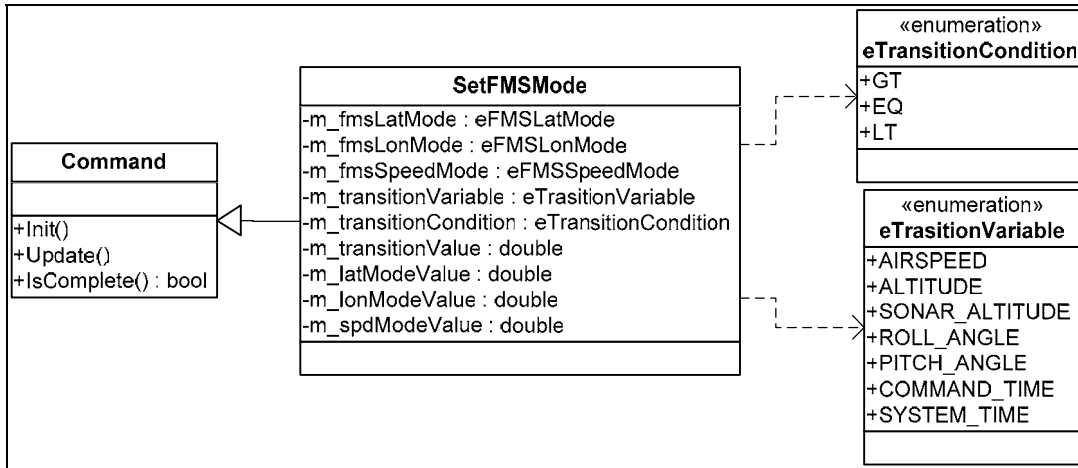 Command
+Init()
+Update()
+IsComplete() : bool
SetFMSMode
-m_fmsLatMode : eFMSLatMode
-m_fmsLonMode : eFMSLonMode
-m_fmsSpeedMode : eFMSSpeedMode
-m_transitionVariable : eTrasitionVariable
-m_transitionCondition : eTransitionCondition
-m_transitionValue : double
-m_latModeValue : double
-m_lonModeValue : double
-m_spdModeValue : double
«enumeration»
eTransitionCondition
+GT
+EQ
+LT
«enumeration»
eTrasitionVariable
+AIRSPEED
+ALTITUDE
+SONAR_ALTITUDE
+ROLL_ANGLE
+PITCH_ANGLE
+COMMAND_TIME
+SYSTEM_TIME